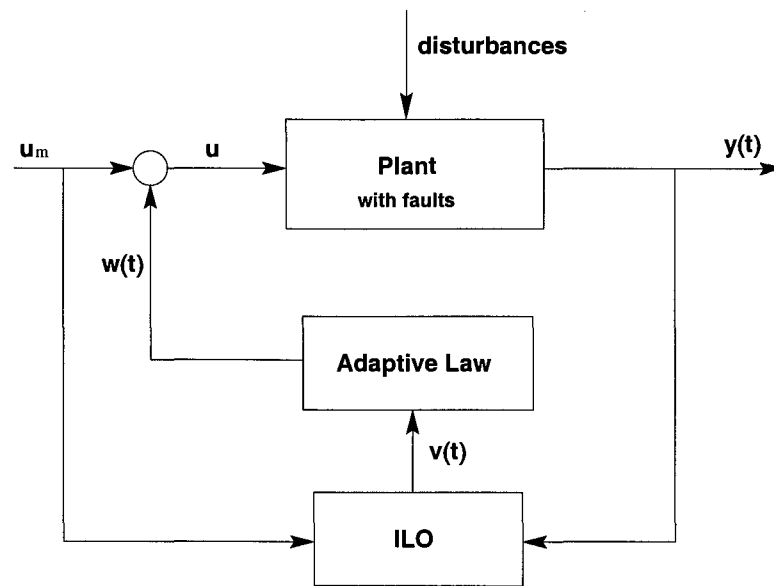 disturbances
um
u
Plant
with faults
y(t)
w(t)
Adaptive Law
v(t)
ILO